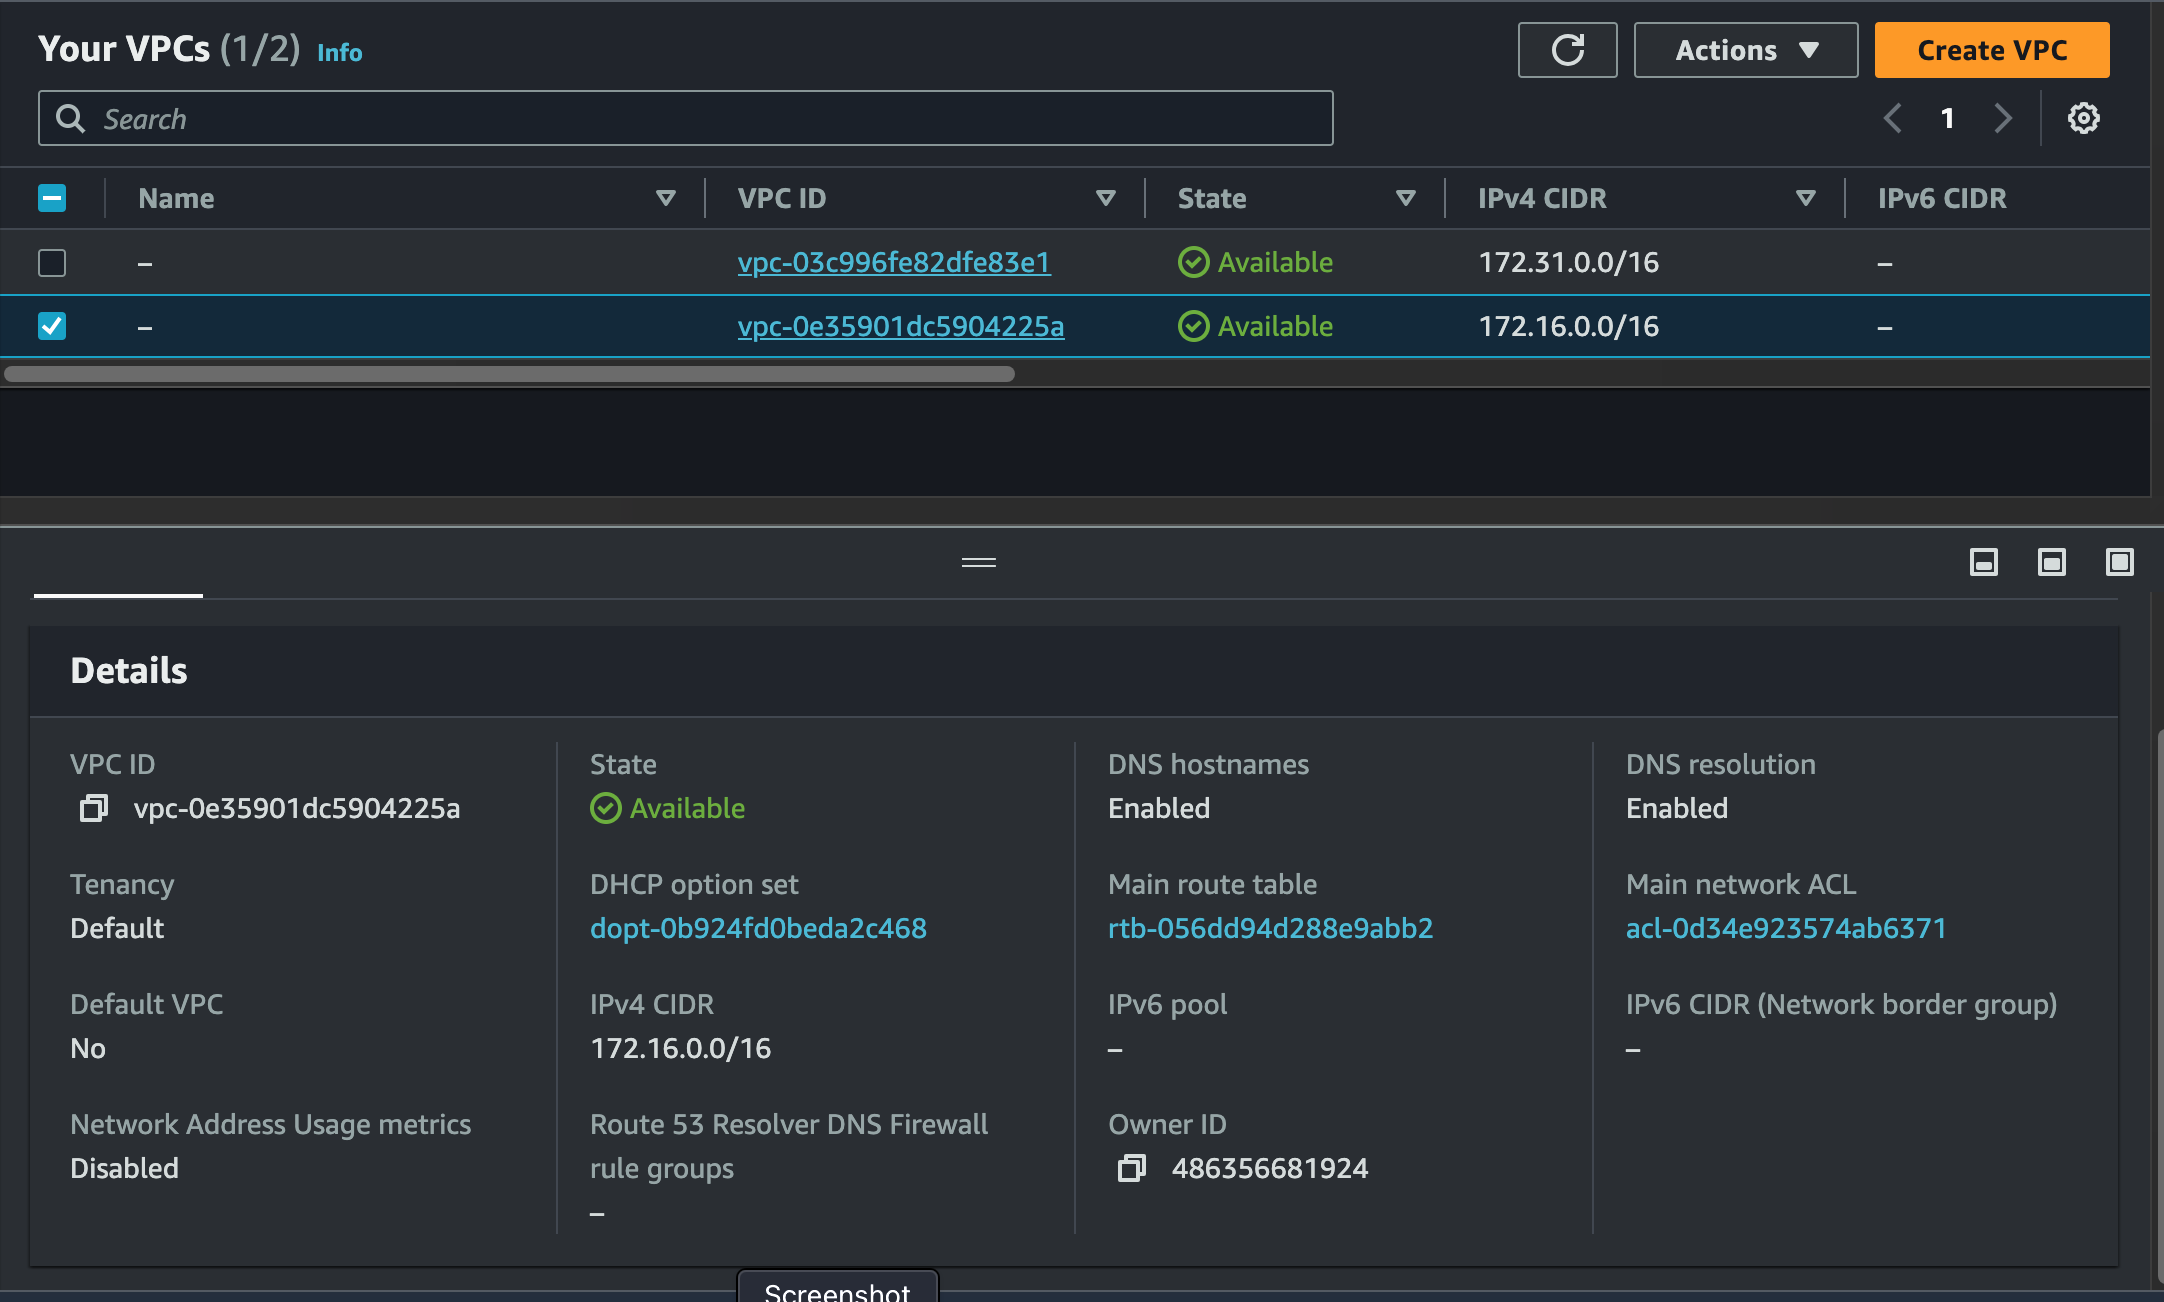 Your VPCs (1/2) Info
Actions
Create VPC
Search
1
Name VPC ID State IPv4 CIDR IPv6 CIDR
– vpc-03c996fe82dfe83e1 Available 172.31.0.0/16 –
– vpc-0e35901dc5904225a Available 172.16.0.0/16 –
Details
VPC ID State DNS hostnames DNS resolution
vpc-0e35901dc5904225a Available Enabled Enabled
Tenancy DHCP option set Main route table Main network ACL
Default dopt-0b924fd0beda2c468 rtb-056dd94d288e9abb2 acl-0d34e923574ab6371
Default VPC IPv4 CIDR IPv6 pool IPv6 CIDR (Network border group)
No 172.16.0.0/16 – –
Network Address Usage metrics Route 53 Resolver DNS Firewall Owner ID
Disabled rule groups 486356681924
–
Screenshot